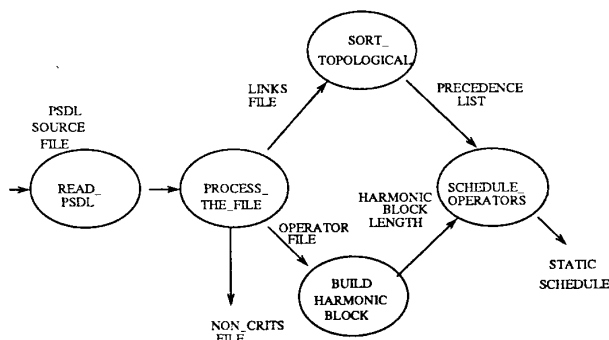 SORT_
TOPOLOGICAL
LINKS
FILE
PRECEDENCE
LIST
PSDL
SOURCE
FILE
READ_
PSDL
PROCESS_
THE_FILE
HARMONIC
BLOCK
LENGTH
SCHEDULE_
OPERATORS
OPERATOR
FILE
BUILD
HARMONIC
BLOCK
STATIC
SCHEDULE
NON_CRITS
FILE